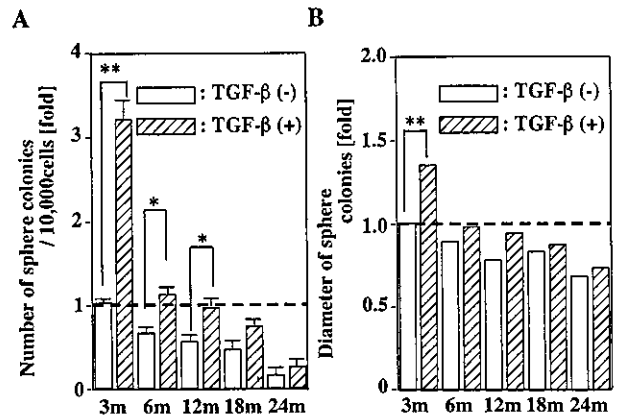 A
Number of sphere colonies
/ 10,000cells [fold]
4
3
2
1
0
**
*
*
: TGF-β (-)
: TGF-β (+)
3m 6m 12m 18m 24m
B
Diameter of sphere
colonies [fold]
2.0
1.5
1.0
0.5
0
**
: TGF-β (-)
: TGF-β (+)
3m 6m 12m 18m 24m